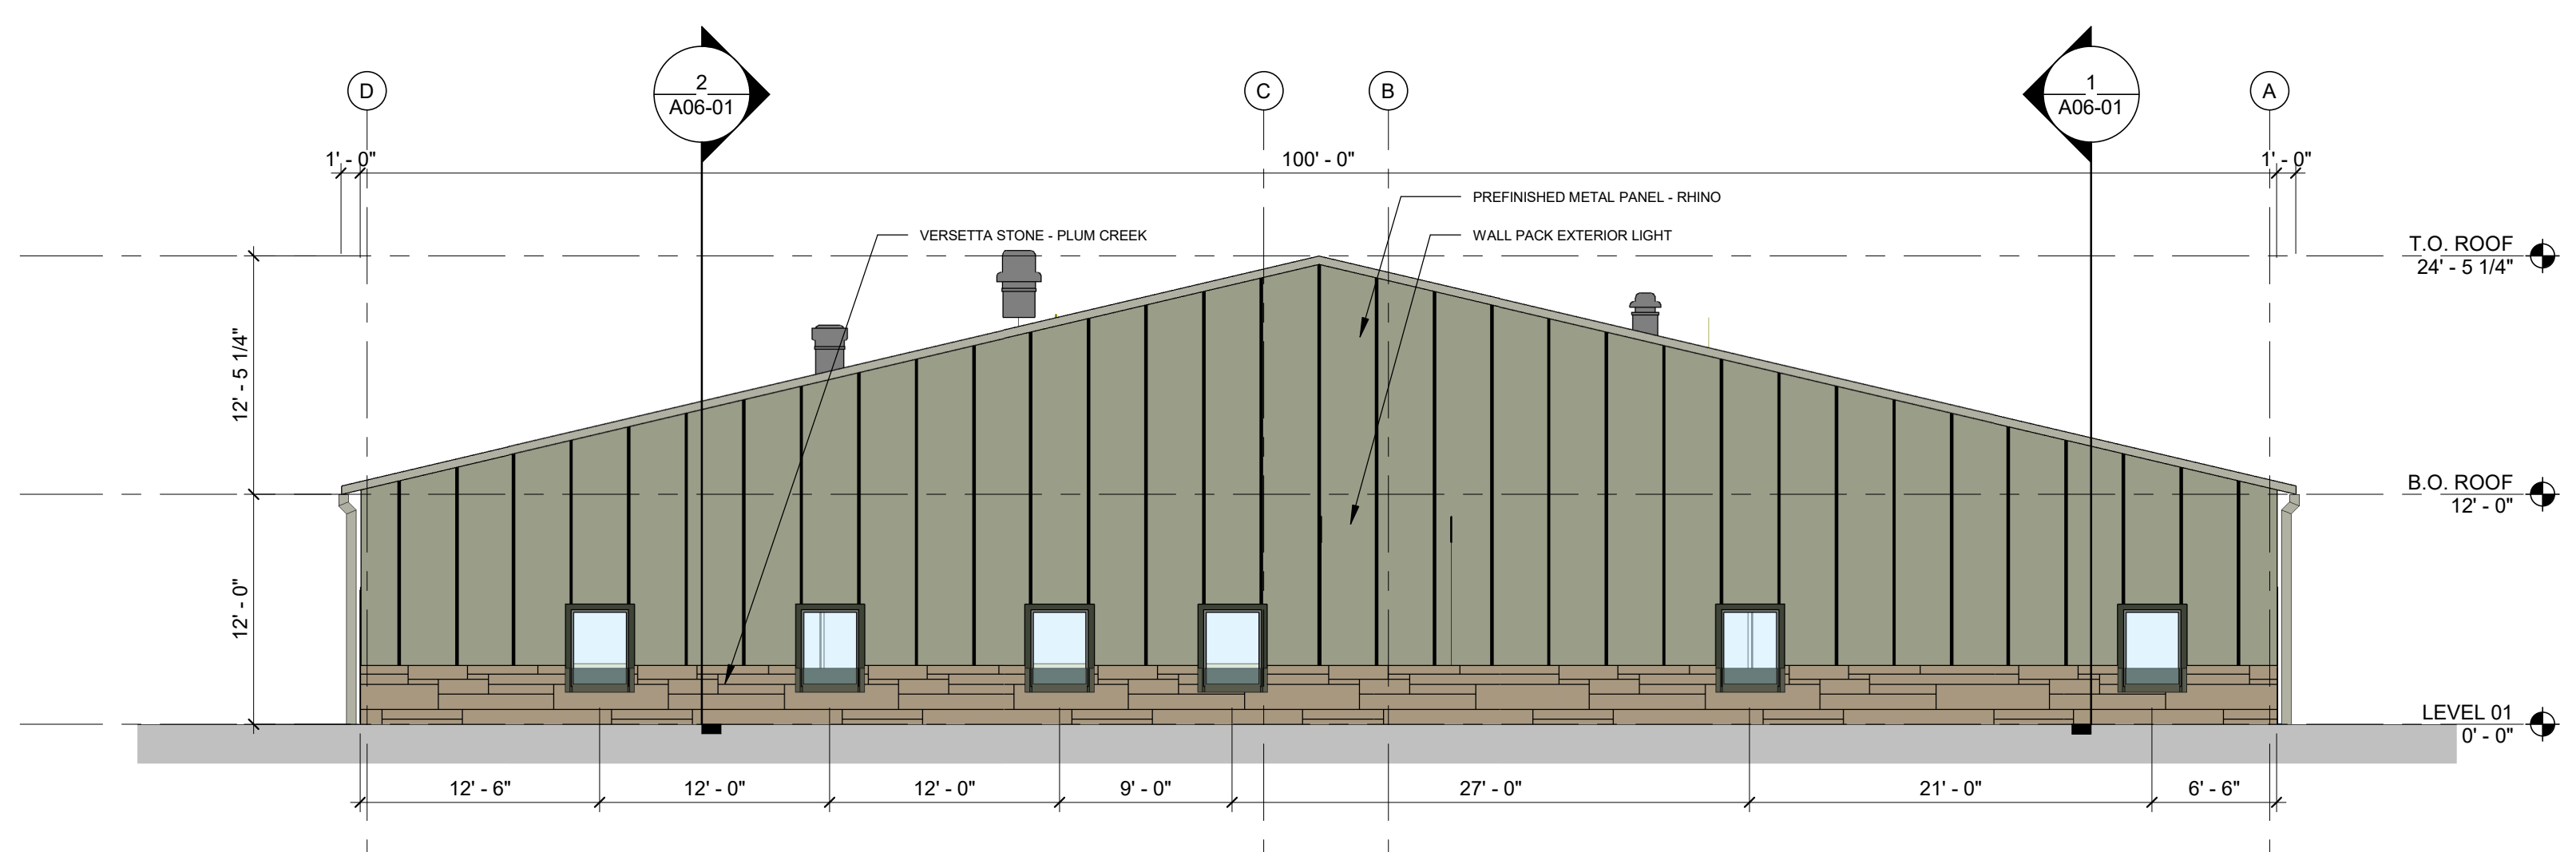 2
A06-01
1
A06-01
D
C
B
A
1' - 0"
100' - 0"
1' - 0"
PREFINISHED METAL PANEL - RHINO
VERSETTA STONE - PLUM CREEK
WALL PACK EXTERIOR LIGHT
T.O. ROOF
24' - 5 1/4"
12' - 5 1/4"
B.O. ROOF
12' - 0"
12' - 0"
LEVEL 01
0' - 0"
12' - 6"
12' - 0"
12' - 0"
9' - 0"
27' - 0"
21' - 0"
6' - 6"